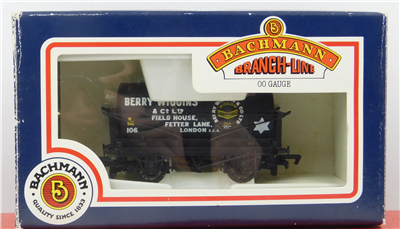 BACHMANN
BRANCH-LINE
OO GAUGE
BERRY WIGGINS
& CO LTD
FIELD HOUSE,
FETTER LANE,
LONDON E.C.4.
106
BACHMANN
QUALITY SINCE 1833